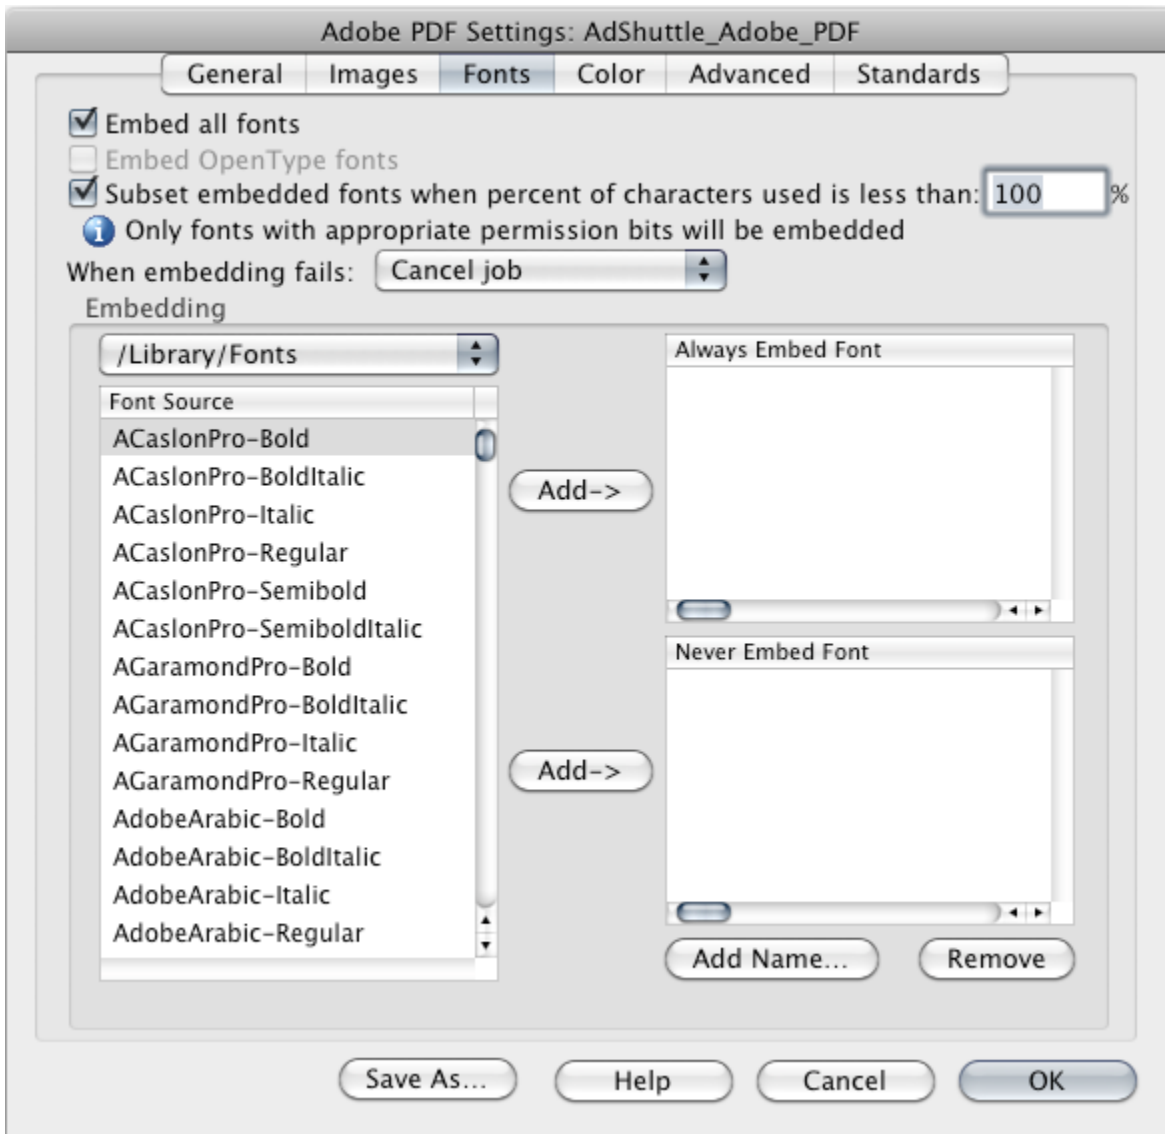 Adobe PDF Settings: AdShuttle_Adobe_PDF
General Images Fonts Color Advanced Standards
Embed all fonts
Embed OpenType fonts
Subset embedded fonts when percent of characters used is less than: 100 %
Only fonts with appropriate permission bits will be embedded
When embedding fails: Cancel job
Embedding
/Library/Fonts
Font Source
ACaslonPro-Bold
ACaslonPro-BoldItalic
ACaslonPro-Italic
ACaslonPro-Regular
ACaslonPro-Semibold
ACaslonPro-SemiboldItalic
AGaramondPro-Bold
AGaramondPro-BoldItalic
AGaramondPro-Italic
AGaramondPro-Regular
AdobeArabic-Bold
AdobeArabic-BoldItalic
AdobeArabic-Italic
AdobeArabic-Regular
Add->
Add->
Always Embed Font
Never Embed Font
Add Name... Remove
Save As... Help Cancel OK